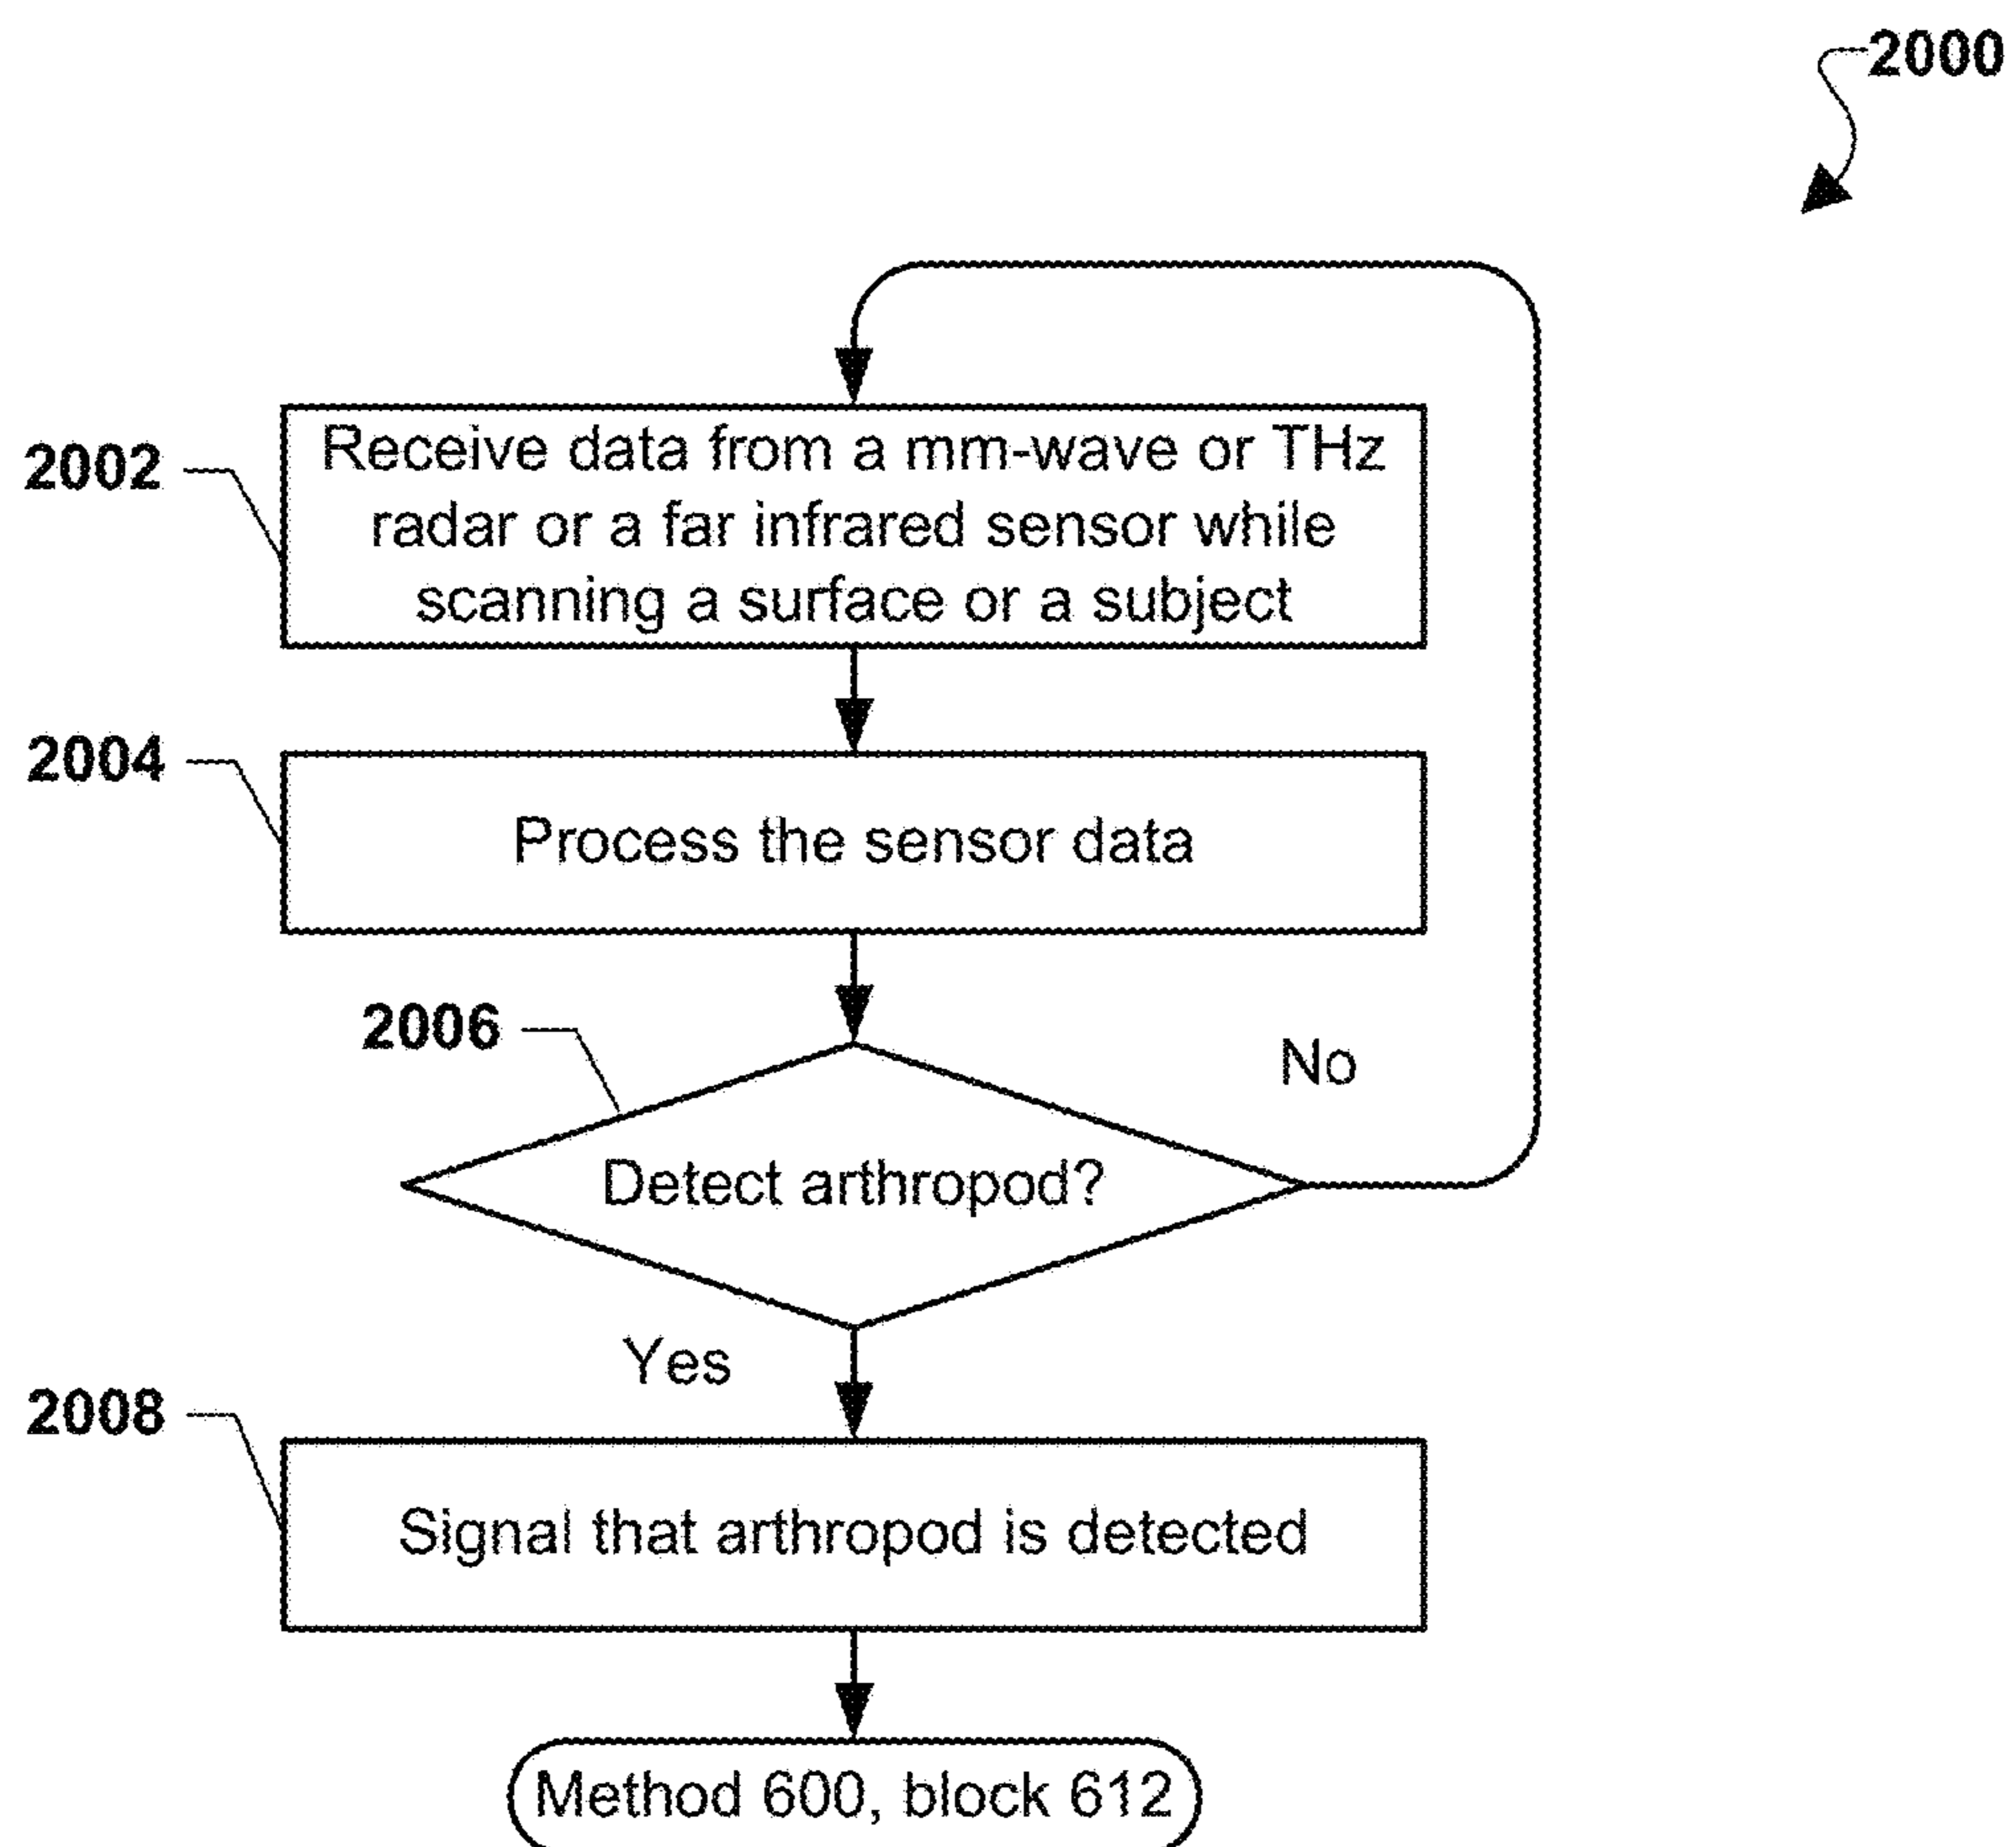 2000
2002
Receive data from a mm-wave or THz
radar or a far infrared sensor while
scanning a surface or a subject
2004
Process the sensor data
2006
No
Detect arthropod?
Yes
2008
Signal that arthropod is detected
Method 600, block 612